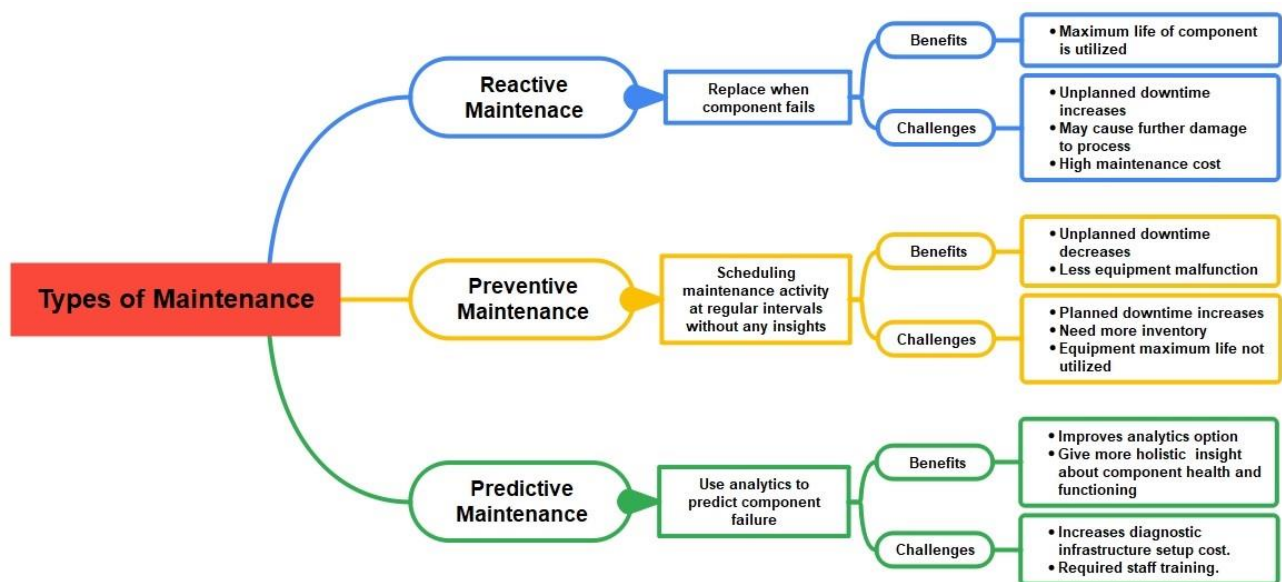 Types of Maintenance
Reactive
Maintenace
Replace when
component fails
Benefits
• Maximum life of component
is utilized
Challenges
• Unplanned downtime
increases
• May cause further damage
to process
• High maintenance cost
Preventive
Maintenance
Scheduling
maintenance activity
at regular intervals
without any insights
Benefits
• Unplanned downtime
decreases
• Less equipment malfunction
Challenges
• Planned downtime increases
• Need more inventory
• Equipment maximum life not
utilized
Predictive
Maintenance
Use analytics to
predict component
failure
Benefits
• Improves analytics option
• Give more holistic insight
about component health and
functioning
Challenges
• Increases diagnostic
infrastructure setup cost.
• Required staff training.